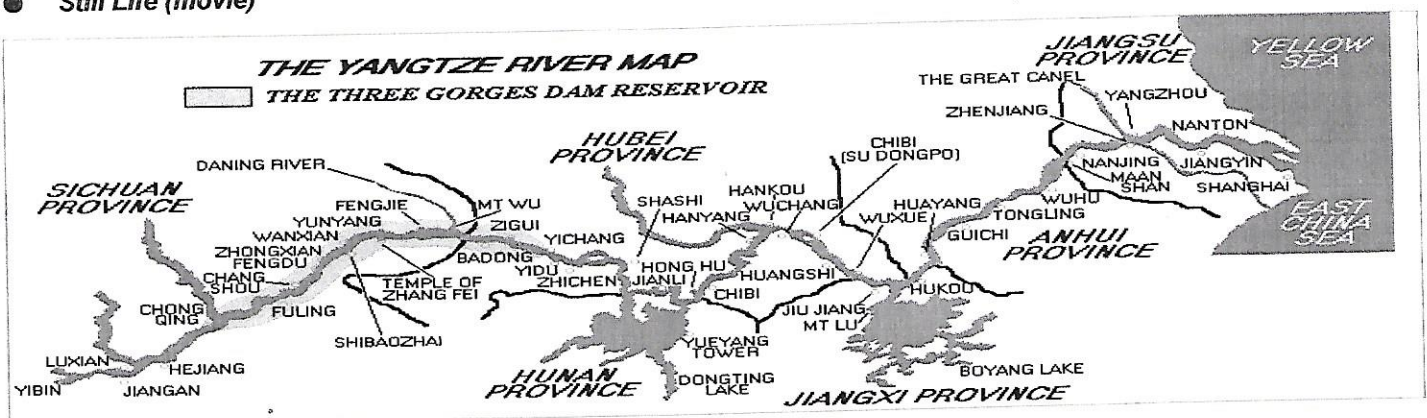 Still Life (movie)
THE YANGTZE RIVER MAP
THE THREE GORGES DAM RESERVOIR
JIANGSU
PROVINCE
YELLOW
SEA
THE GREAT CANEL
YANGZHOU
ZHENJIANG
NANTON
HUBEI
PROVINCE
CHIBI
(SU DONGPO)
DANING RIVER
SICHUAN
PROVINCE
FENGJIE
MT WU
YUNYANG
ZIGUI
WANXIAN
ZHONGXIAN
FENGDU
CHANG
SHOU
CHONG
QING
SHASHI
HANKOU
HANYANG
WUCHANG
WUXUE
HUAYANG
NANJING
MAAN
SHAN
JIANGYIN
SHANGHAI
WUHU
TONGLING
GUICHI
ANHUI
PROVINCE
EAST
CHINA
SEA
YICHANG
BADONG
YIDU
ZHICHEN
HONG HU
JIANLI
HUANGSHI
CHIBI
TEMPLE OF
ZHANG FEI
FULING
SHIBAOZHAI
JIU JIANG
MT LU
HUKOU
YUEYANG
TOWER
LUXIAN
HEJIANG
YIBIN
JIANGAN
HUNAN
PROVINCE
DONGTING
LAKE
BOYANG LAKE
JIANGXI PROVINCE